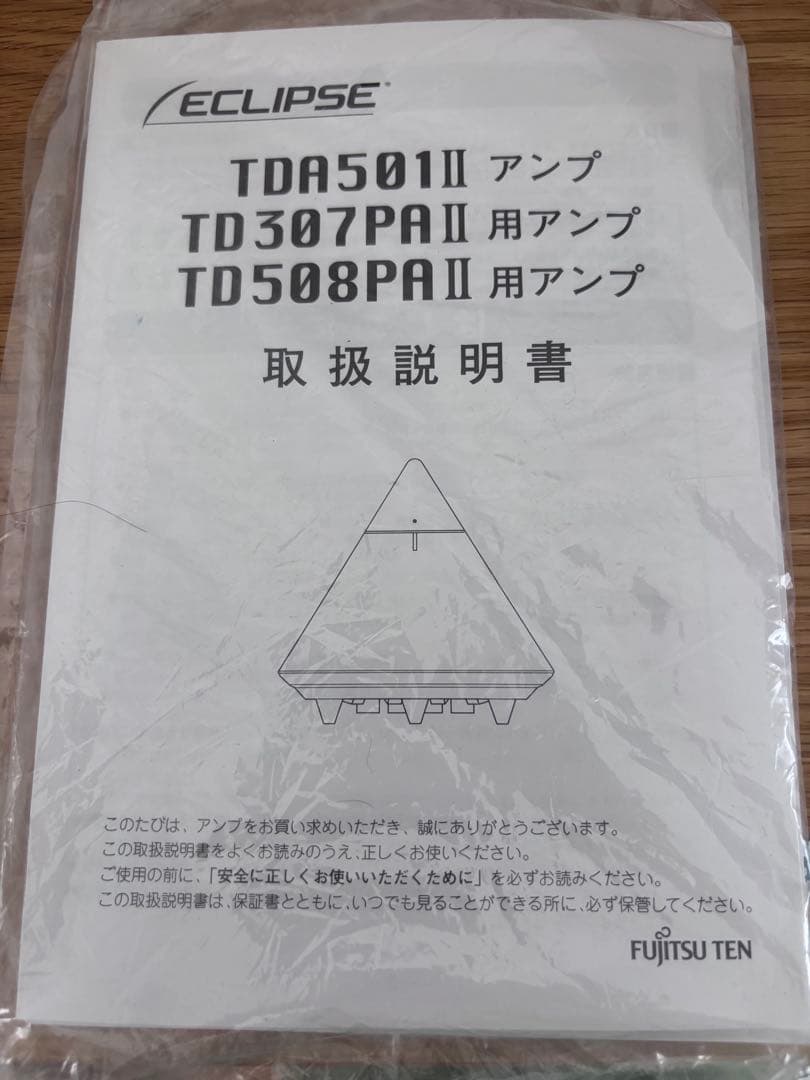 ECLIPSE®
TDA501Ⅱ アンプ
TD307PAⅡ 用アンプ
TD508PAⅡ 用アンプ
取扱説明書
このたびは、アンプをお買い求めいただき、誠にありがとうございます。
この取扱説明書をよくお読みのうえ、正しくお使いください。
ご使用の前に、「安全に正しくお使いいただくために」を必ずお読みください。
この取扱説明書は、保証書とともに、いつでも見ることができる所に、必ず保管してください。
FUJITSU TEN